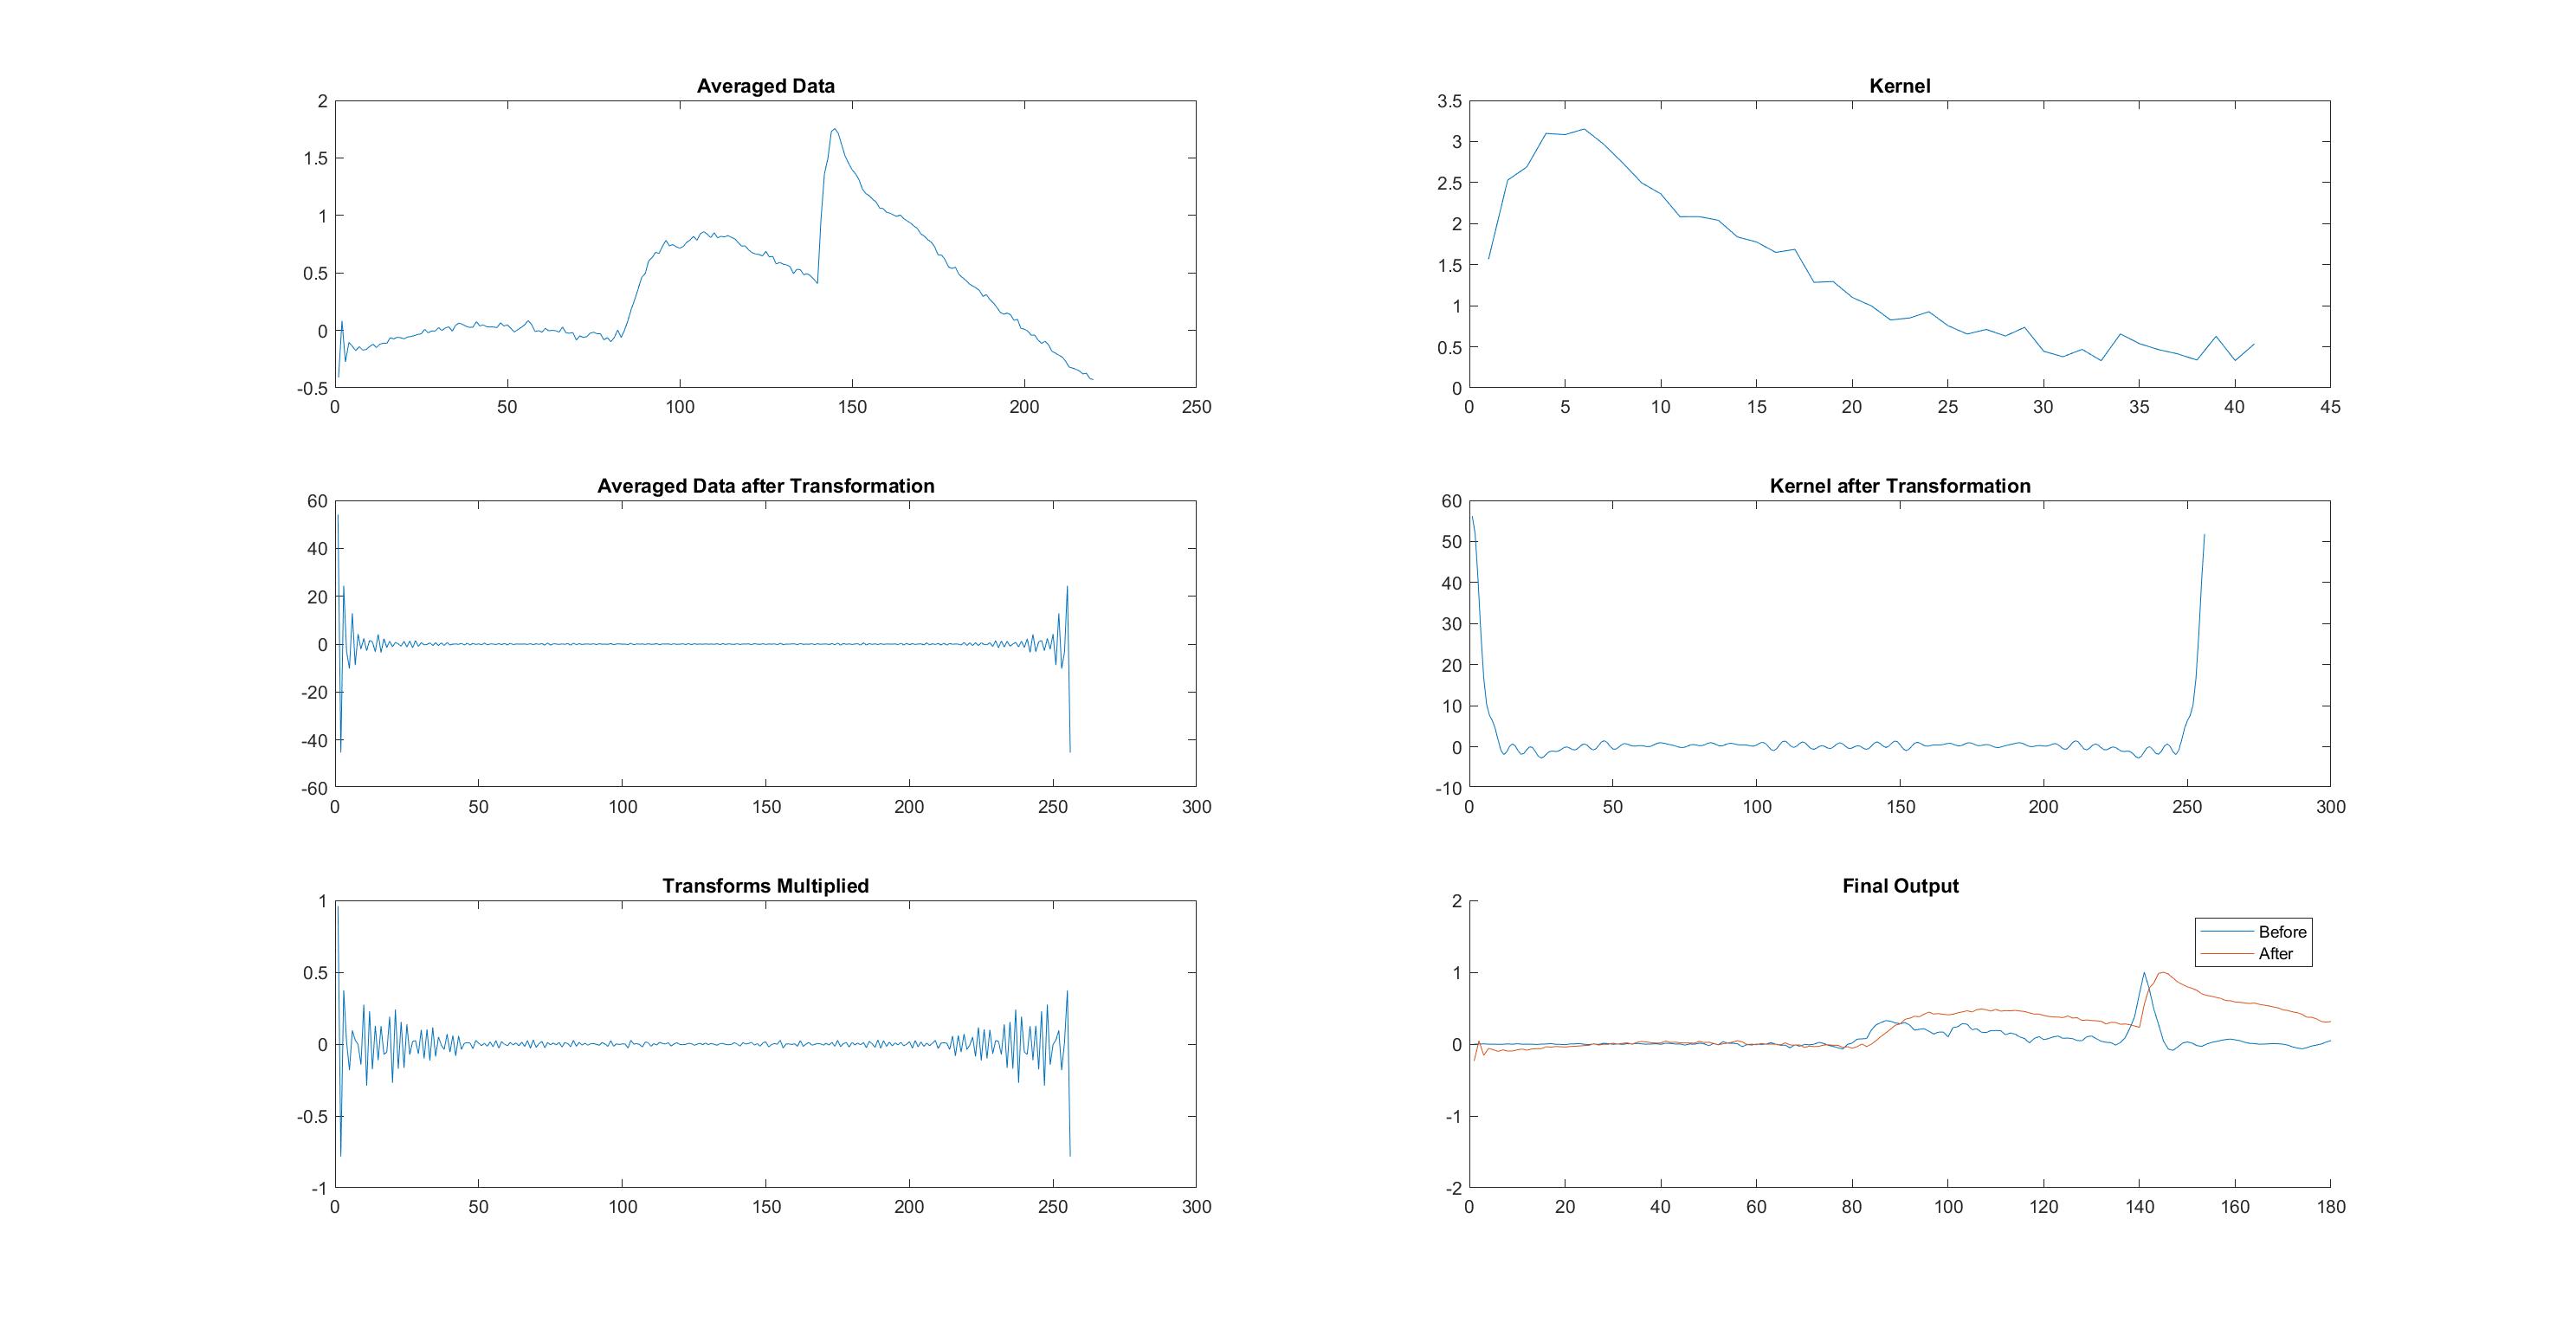 Averaged Data
2
1.5
1
0.5
0
-0.5
0 50 100 150 200 250
Kernel
3.5
3
2.5
2
1.5
1
0.5
0
0 5 10 15 20 25 30 35 40 45
Averaged Data after Transformation
60
40
20
0
-20
-40
-60
0 50 100 150 200 250 300
Kernel after Transformation
60
50
40
30
20
10
0
-10
0 50 100 150 200 250 300
Transforms Multiplied
1
0.5
0
-0.5
-1
0 50 100 150 200 250 300
Final Output
2
1
0
-1
-2
0 20 40 60 80 100 120 140 160 180
Before
After